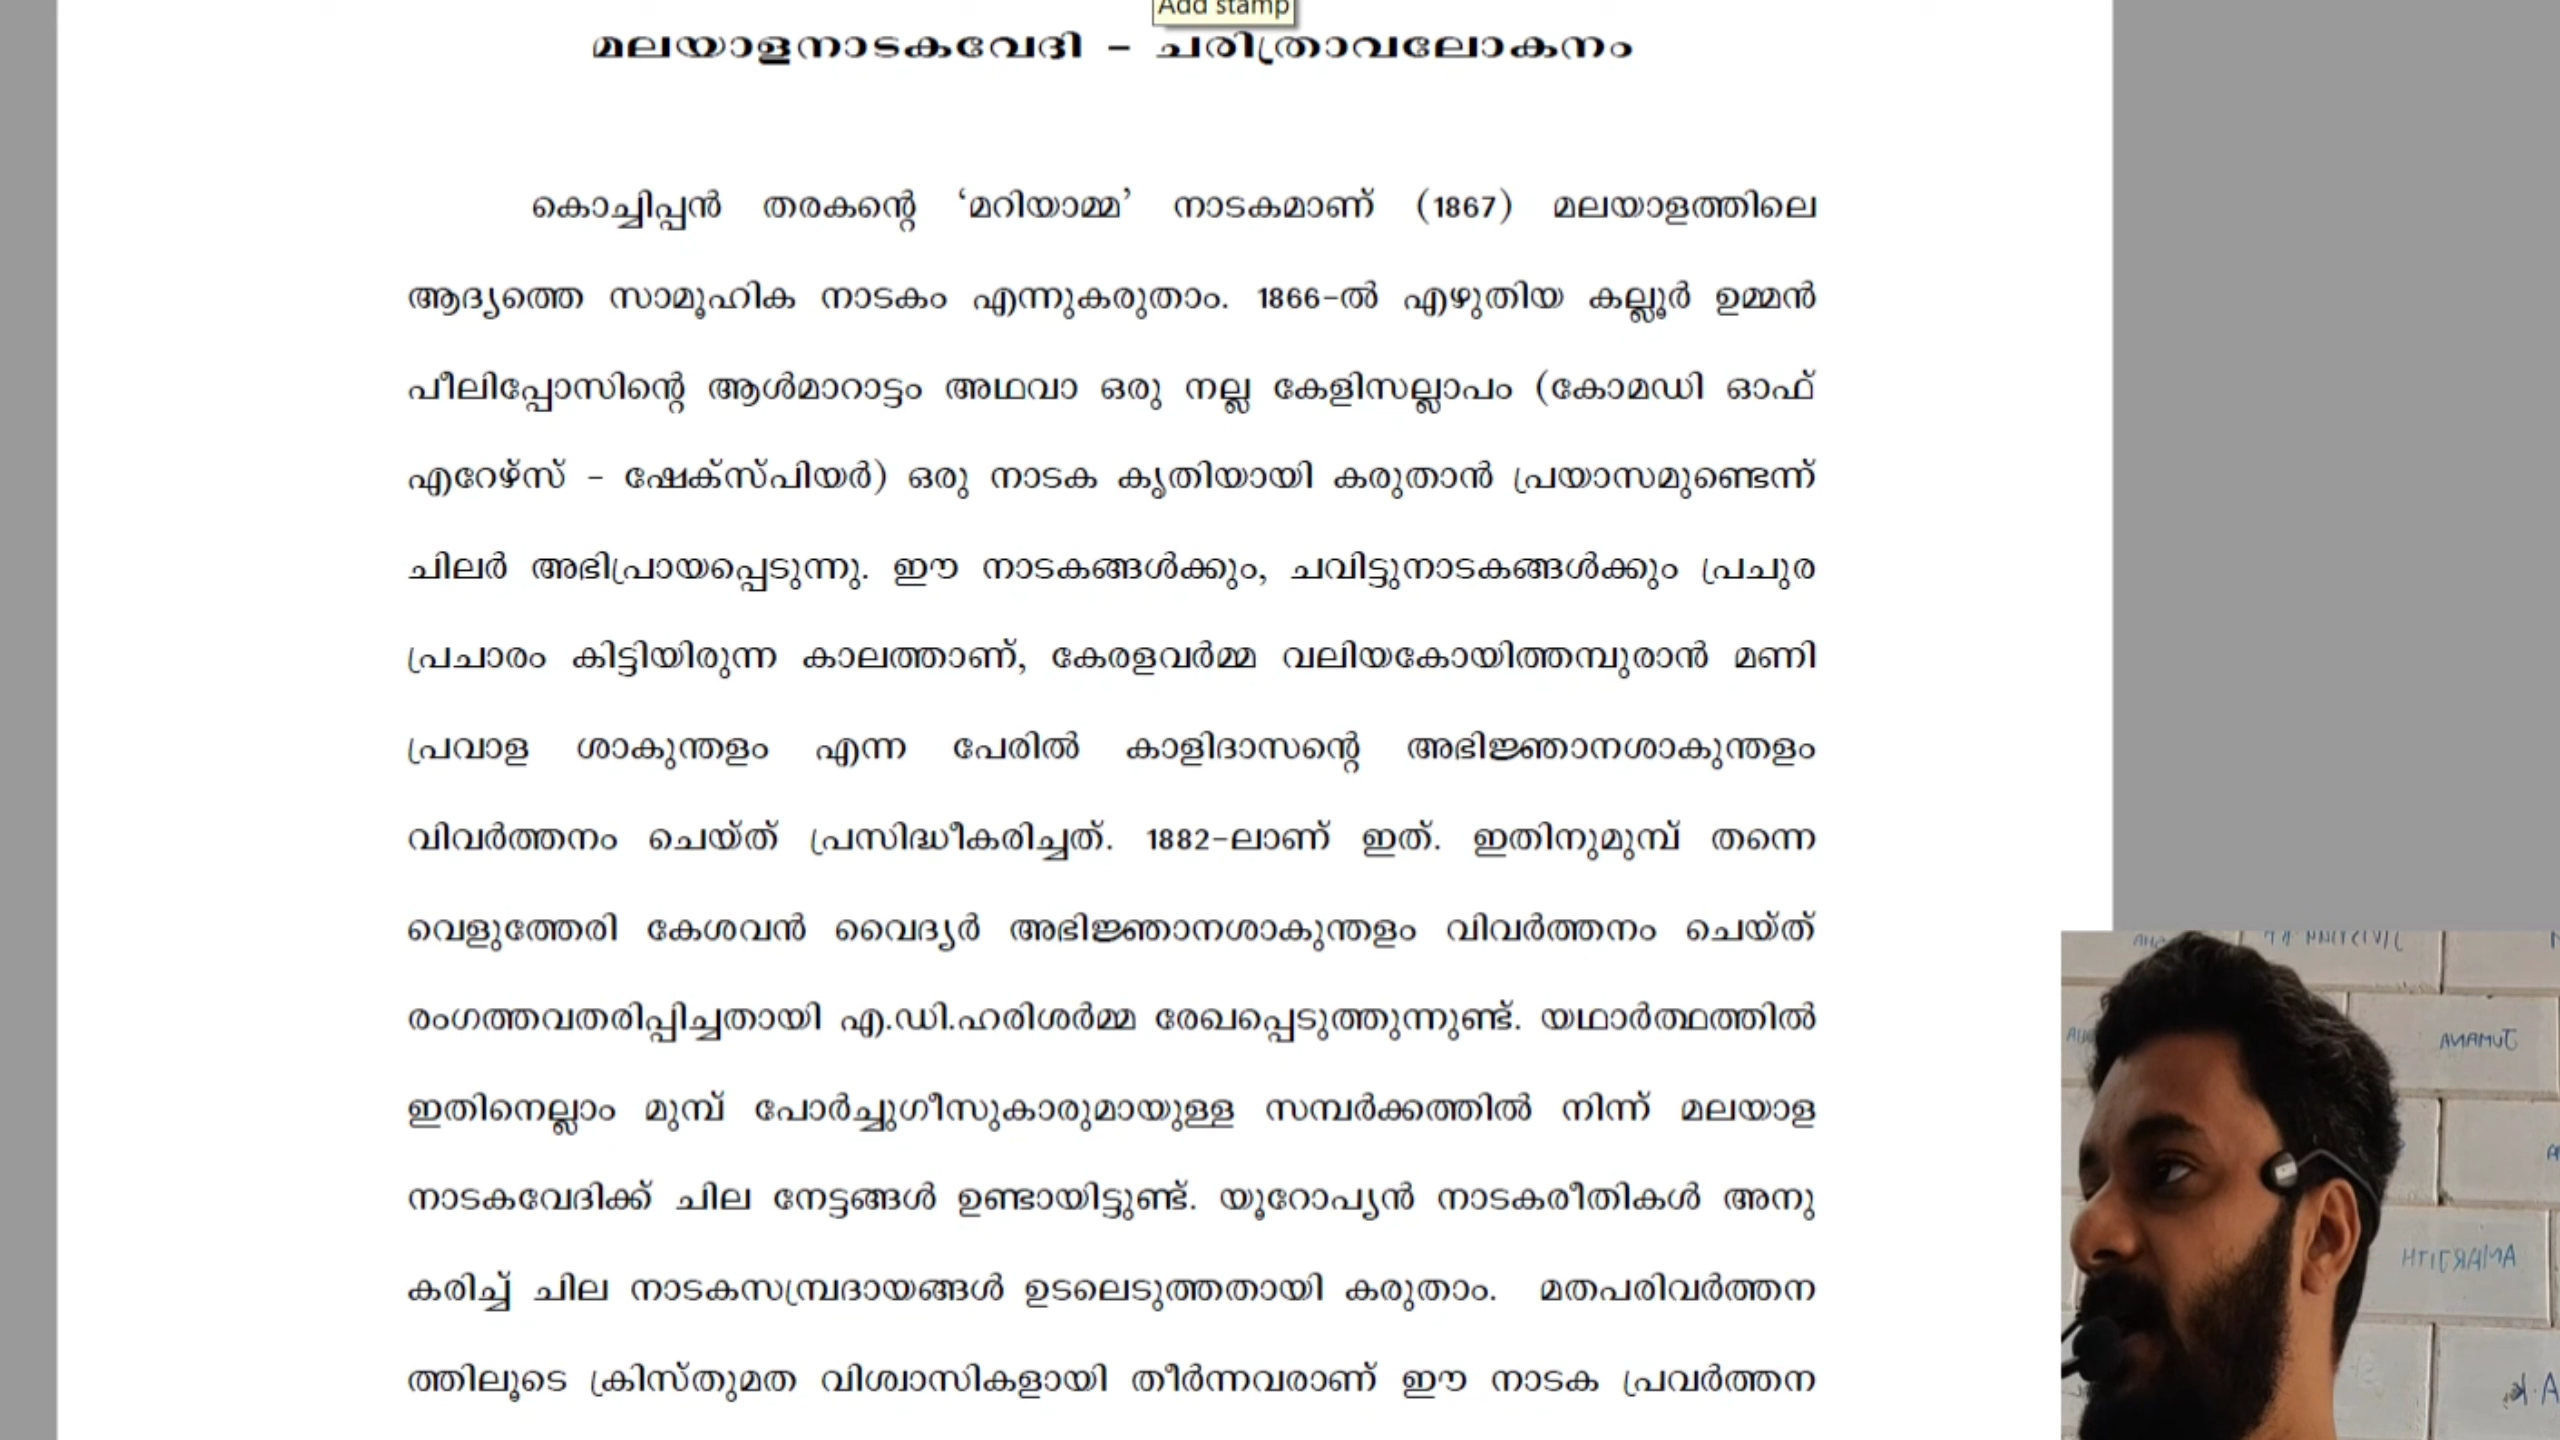 Add stamp
മലയാളനാടകവേദി – ചരിത്രാവലോകനം
കൊച്ചിപ്പൻ തരകന്റെ ‘മറിയാമ്മ’ നാടകമാണ് (1867) മലയാളത്തിലെ
ആദ്യത്തെ സാമൂഹിക നാടകം എന്നുകരുതാം. 1866-ൽ എഴുതിയ കല്ലൂർ ഉമ്മൻ
പീലിപ്പോസിന്റെ ആൾമാറാട്ടം അഥവാ ഒരു നല്ല കേളിസല്ലാപം (കോമഡി ഓഫ്
എറേഴ്സ് - ഷേക്സ്പിയർ) ഒരു നാടക കൃതിയായി കരുതാൻ പ്രയാസമുണ്ടെന്ന്
ചിലർ അഭിപ്രായപ്പെടുന്നു. ഈ നാടകങ്ങൾക്കും, ചവിട്ടുനാടകങ്ങൾക്കും പ്രചുര
പ്രചാരം കിട്ടിയിരുന്ന കാലത്താണ്, കേരളവർമ്മ വലിയകോയിത്തമ്പുരാൻ മണി
പ്രവാള ശാകുന്തളം എന്ന പേരിൽ കാളിദാസന്റെ അഭിജ്ഞാനശാകുന്തളം
വിവർത്തനം ചെയ്ത് പ്രസിദ്ധീകരിച്ചത്. 1882-ലാണ് ഇത്. ഇതിനുമുമ്പ് തന്നെ
വെളുത്തേരി കേശവൻ വൈദ്യർ അഭിജ്ഞാനശാകുന്തളം വിവർത്തനം ചെയ്ത്
രംഗത്തവതരിപ്പിച്ചതായി എ.ഡി.ഹരിശർമ്മ രേഖപ്പെടുത്തുന്നുണ്ട്. യഥാർത്ഥത്തിൽ
ഇതിനെല്ലാം മുമ്പ് പോർച്ചുഗീസുകാരുമായുള്ള സമ്പർക്കത്തിൽ നിന്ന് മലയാള
നാടകവേദിക്ക് ചില നേട്ടങ്ങൾ ഉണ്ടായിട്ടുണ്ട്. യൂറോപ്യൻ നാടകരീതികൾ അനു
കരിച്ച് ചില നാടകസമ്പ്രദായങ്ങൾ ഉടലെടുത്തതായി കരുതാം. മതപരിവർത്തന
ത്തിലൂടെ ക്രിസ്തുമത വിശ്വാസികളായി തീർന്നവരാണ് ഈ നാടക പ്രവർത്തന
JUMANA
AMARJITH